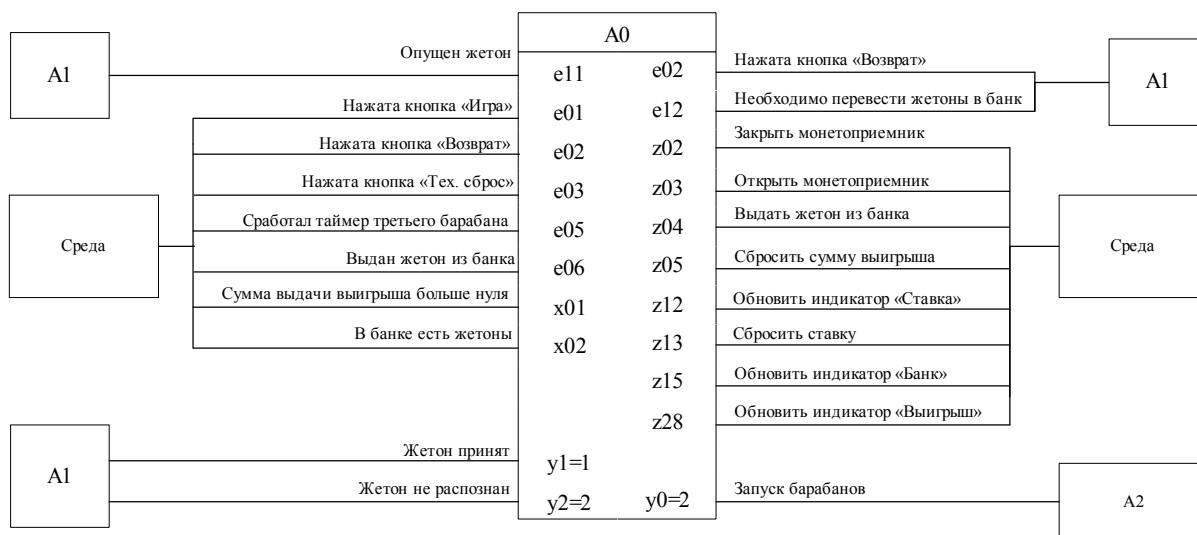 A0
A1
Опущен жетон
e11
e02
Нажата кнопка «Возврат»
A1
Нажата кнопка «Игра»
e01
e12
Необходимо перевести жетоны в банк
Нажата кнопка «Возврат»
e02
z02
Закрыть монетоприемник
Нажата кнопка «Тех. сброс»
e03
z03
Открыть монетоприемник
Среда
Сработал таймер третьего барабана
e05
z04
Выдать жетон из банка
Среда
Выдан жетон из банка
e06
z05
Сбросить сумму выигрыша
Сумма выдачи выигрыша больше нуля
x01
z12
Обновить индикатор «Ставка»
В банке есть жетоны
x02
z13
Сбросить ставку
z15
Обновить индикатор «Банк»
z28
Обновить индикатор «Выигрыш»
A1
Жетон принят
y1=1
Жетон не распознан
y2=2
y0=2
Запуск барабанов
A2